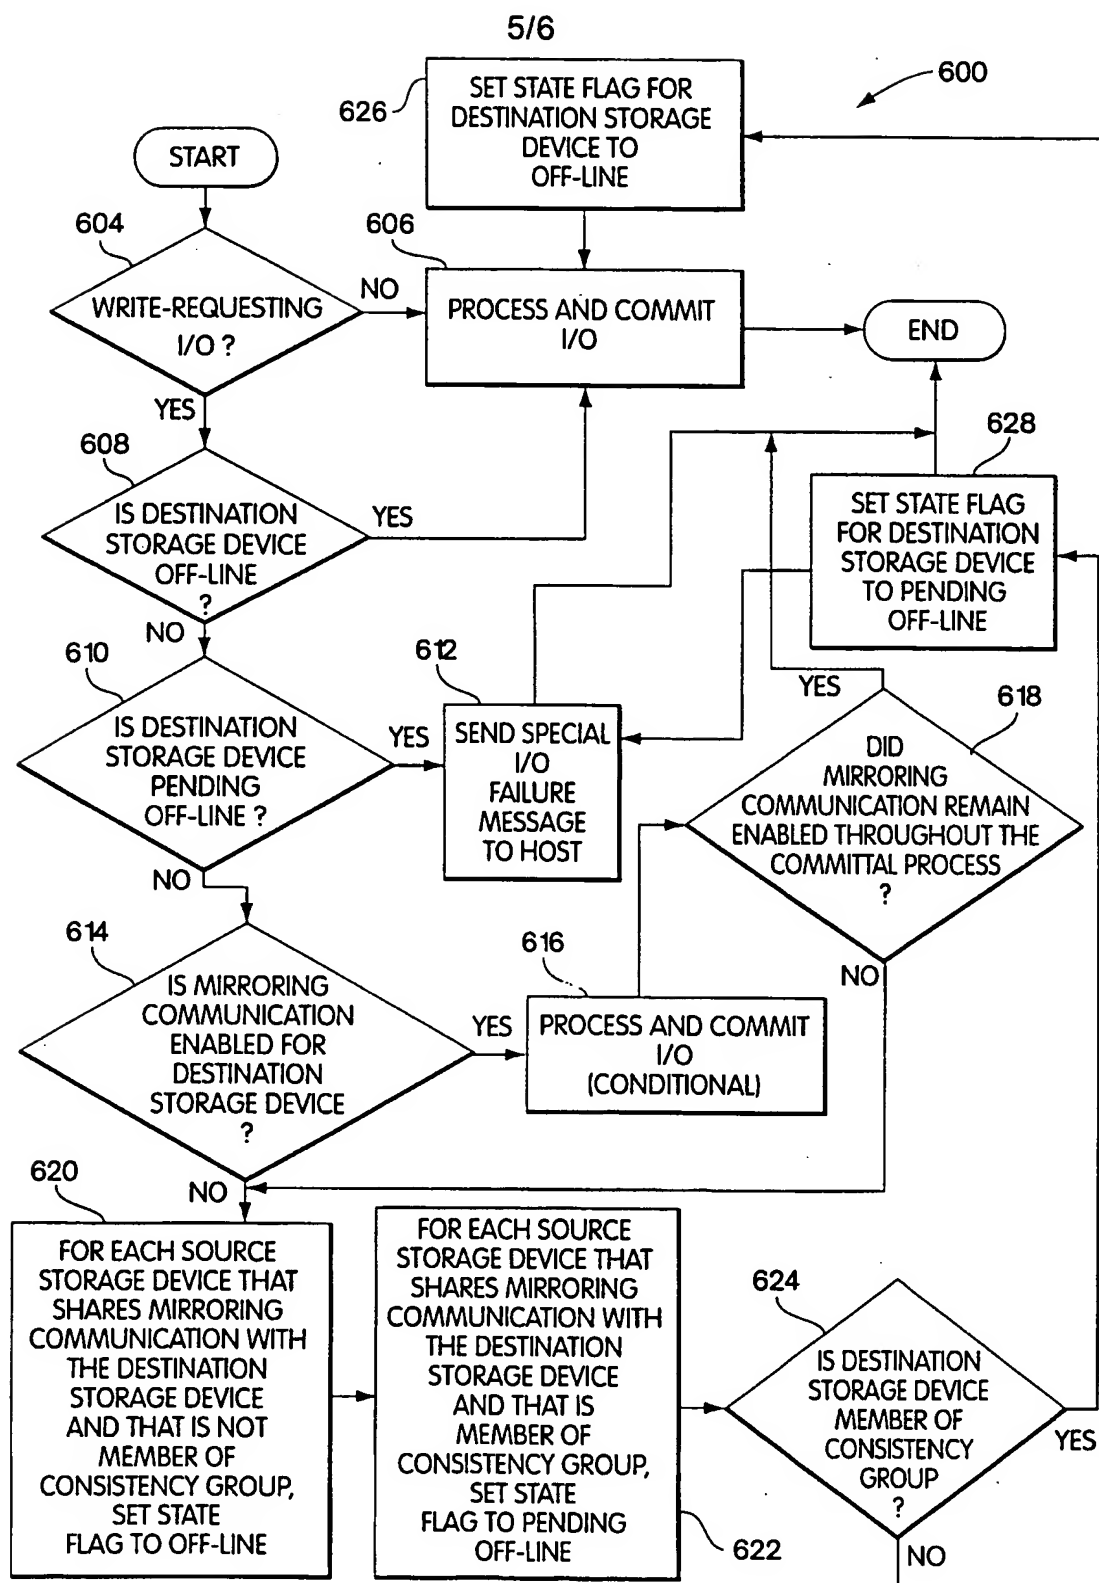 5/6
600
626
SET STATE FLAG FOR
DESTINATION STORAGE
DEVICE TO
OFF-LINE
START
604
WRITE-REQUESTING
I/O ?
NO
YES
606
PROCESS AND COMMIT
I/O
END
608
IS DESTINATION
STORAGE DEVICE
OFF-LINE
?
YES
NO
628
SET STATE FLAG
FOR DESTINATION
STORAGE DEVICE
TO PENDING
OFF-LINE
610
IS DESTINATION
STORAGE DEVICE
PENDING
OFF-LINE ?
YES
NO
612
SEND SPECIAL
I/O
FAILURE
MESSAGE
TO HOST
YES
618
DID
MIRRORING
COMMUNICATION REMAIN
ENABLED THROUGHOUT THE
COMMITTAL PROCESS
?
NO
614
IS MIRRORING
COMMUNICATION
ENABLED FOR
DESTINATION
STORAGE DEVICE
?
YES
NO
616
PROCESS AND COMMIT
I/O
(CONDITIONAL)
620
FOR EACH SOURCE
STORAGE DEVICE THAT
SHARES MIRRORING
COMMUNICATION WITH
THE DESTINATION
STORAGE DEVICE
AND THAT IS NOT
MEMBER OF
CONSISTENCY GROUP,
SET STATE
FLAG TO OFF-LINE
FOR EACH SOURCE
STORAGE DEVICE THAT
SHARES MIRRORING
COMMUNICATION WITH
THE DESTINATION
STORAGE DEVICE
AND THAT IS
MEMBER OF
CONSISTENCY GROUP,
SET STATE
FLAG TO PENDING
OFF-LINE
622
624
IS DESTINATION
STORAGE DEVICE
MEMBER OF
CONSISTENCY
GROUP
?
YES
NO